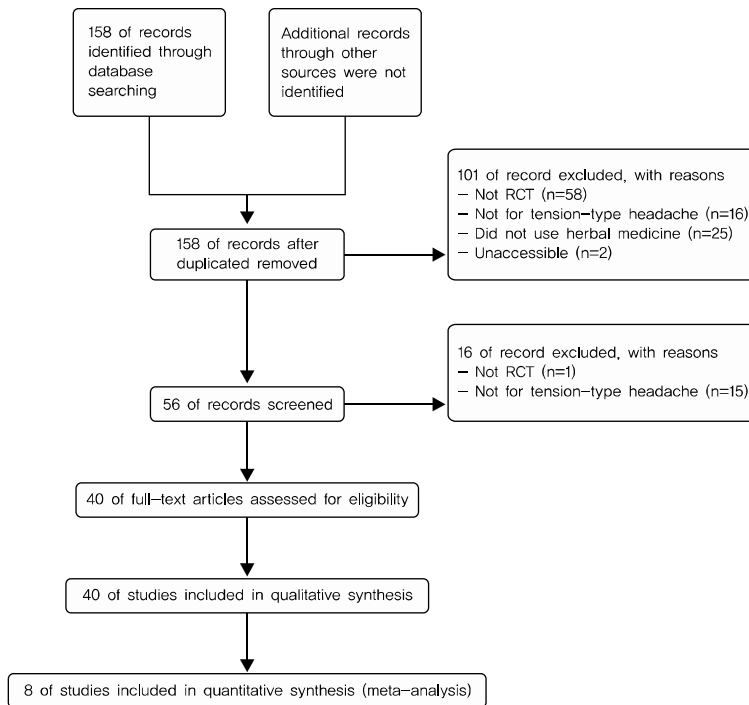 158 of records
identified through
database
searching
Additional records
through other
sources were not
identified
101 of record excluded, with reasons
– Not RCT (n=58)
– Not for tension-type headache (n=16)
– Did not use herbal medicine (n=25)
– Unaccessible (n=2)
158 of records after
duplicated removed
16 of record excluded, with reasons
– Not RCT (n=1)
– Not for tension-type headache (n=15)
56 of records screened
40 of full-text articles assessed for eligibility
40 of studies included in qualitative synthesis
8 of studies included in quantitative synthesis (meta-analysis)